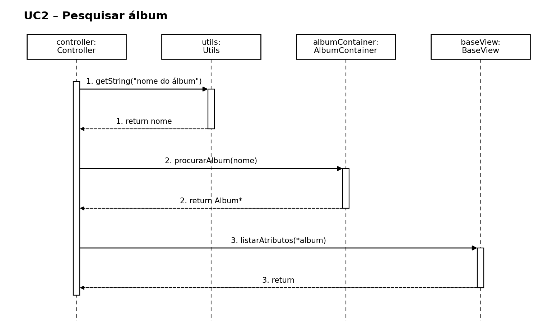 UC2 – Pesquisar álbum
controller:
Controller
utils:
Utils
albumContainer:
AlbumContainer
baseView:
BaseView
1. getString("nome do álbum")
1. return nome
2. procurarAlbum(nome)
2. return Album*
3. listarAtributos(*album)
3. return